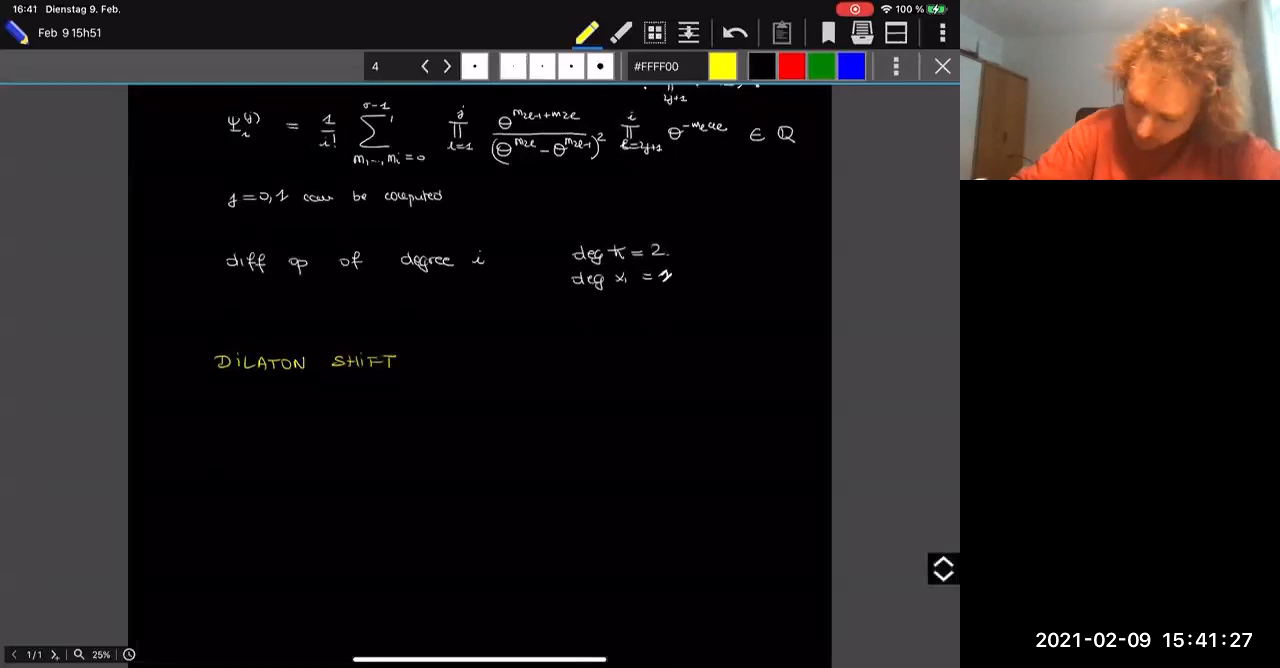 16:41 Dienstag 9. Feb. 100 %
Feb 9 15h51
4 #FFFF00
2j+1
Ψ_i^{(j)} = 1/i! Σ'_{m_1,...,m_i=0}^{r-1} ∏_{l=1}^{j} θ^{m_{2l-1}+m_{2l}} / (θ^{m_{2l}} - θ^{m_{2l-1}})^2 ∏_{l=2j+1}^{i} θ^{-m_l a_l} ∈ ℚ
j=0,1 can be computed
diff op of degree i deg ħ = 2.
deg x_i = 1
DILATON SHIFT
1/1 25%
2021-02-09 15:41:27